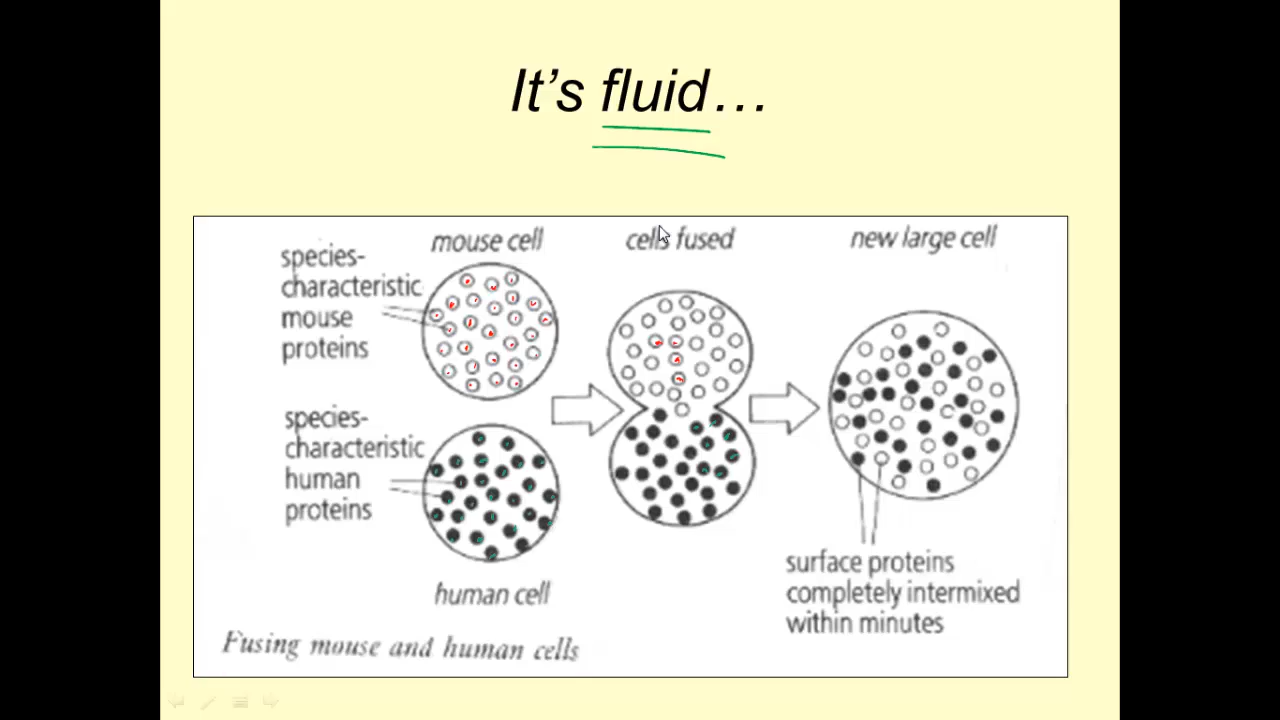 It's fluid...
mouse cell
cells fused
new large cell
species-
characteristic
mouse
proteins
species-
characteristic
human
proteins
human cell
surface proteins
completely intermixed
within minutes
Fusing mouse and human cells